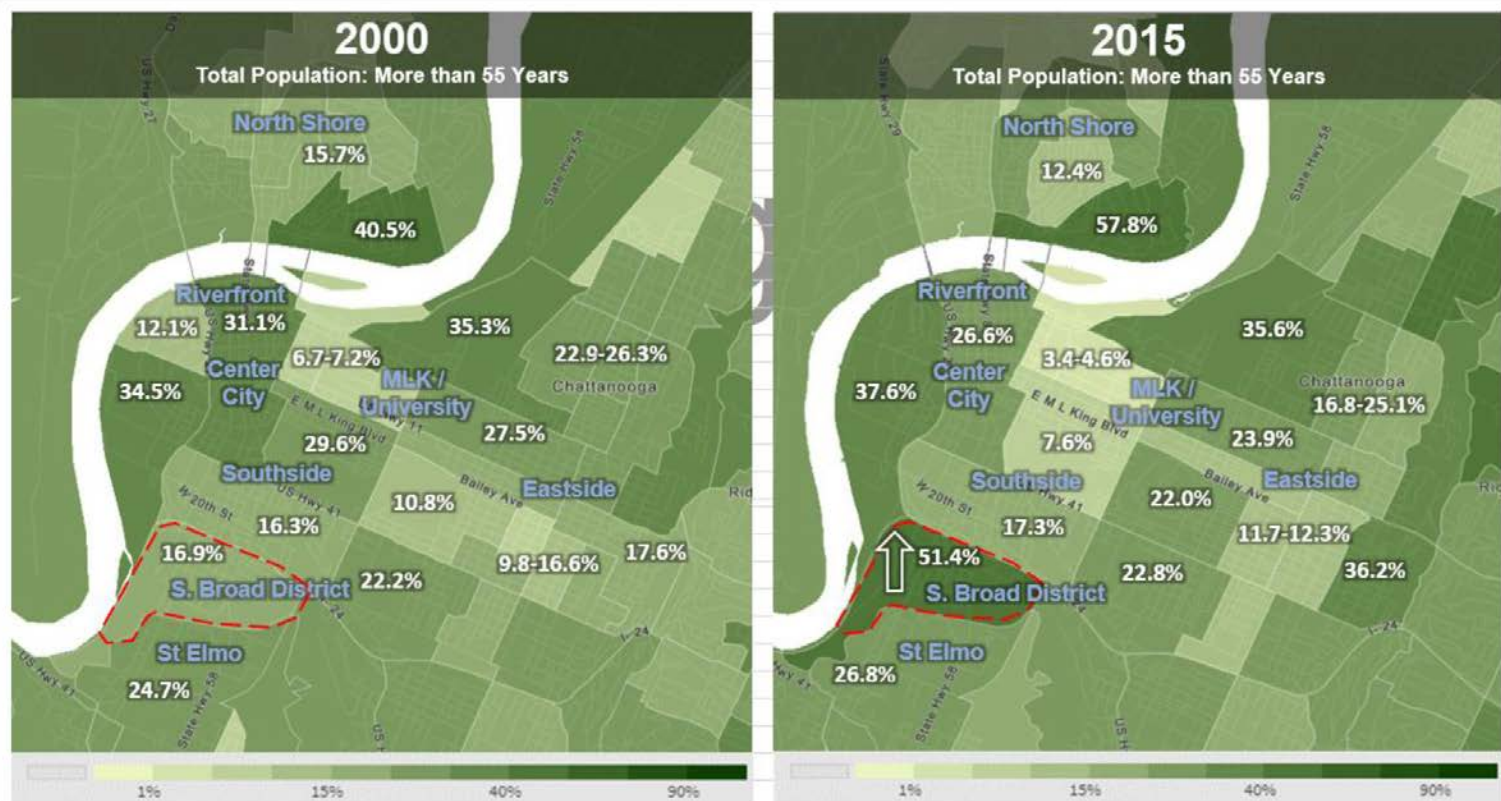 2000
Total Population: More than 55 Years
US Hwy 27
North Shore
15.7%
State Hwy 58
40.5%
Riverfront
12.1%
31.1%
35.3%
6.7-7.2%
22.9-26.3%
Center
City
34.5%
MLK /
University
Chattanooga
E M L King Blvd
29.6%
27.5%
Southside
10.8%
Bailey Ave
Eastside
W 20th St
US Hwy 41
16.3%
16.9%
9.8-16.6%
17.6%
S. Broad District
22.2%
St Elmo
I- 24
US Hwy 41
24.7%
State Hwy 58
1%
15%
40%
90%
2015
Total Population: More than 55 Years
State Hwy 29
North Shore
12.4%
State Hwy 58
57.8%
Riverfront
26.6%
35.6%
3.4-4.6%
Center
City
37.6%
MLK /
University
Chattanooga
16.8-25.1%
E M L King Blvd
7.6%
23.9%
Southside
22.0%
Bailey Ave
Eastside
W 20th St
17.3%
11.7-12.3%
51.4%
22.8%
36.2%
S. Broad District
St Elmo
I- 24
26.8%
State Hwy 58
1%
15%
40%
90%